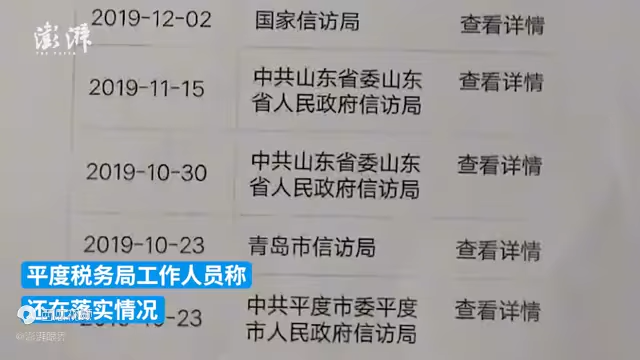 澎湃
THE PAPER
2019-12-02 国家信访局 查看详情
2019-11-15 中共山东省委山东 查看详情
省人民政府信访局
2019-10-30 中共山东省委山东 查看详情
省人民政府信访局
2019-10-23 青岛市信访局 查看详情
平度税务局工作人员称
还在落实情况
中共平度市委平度 查看详情
23
市人民政府信访局